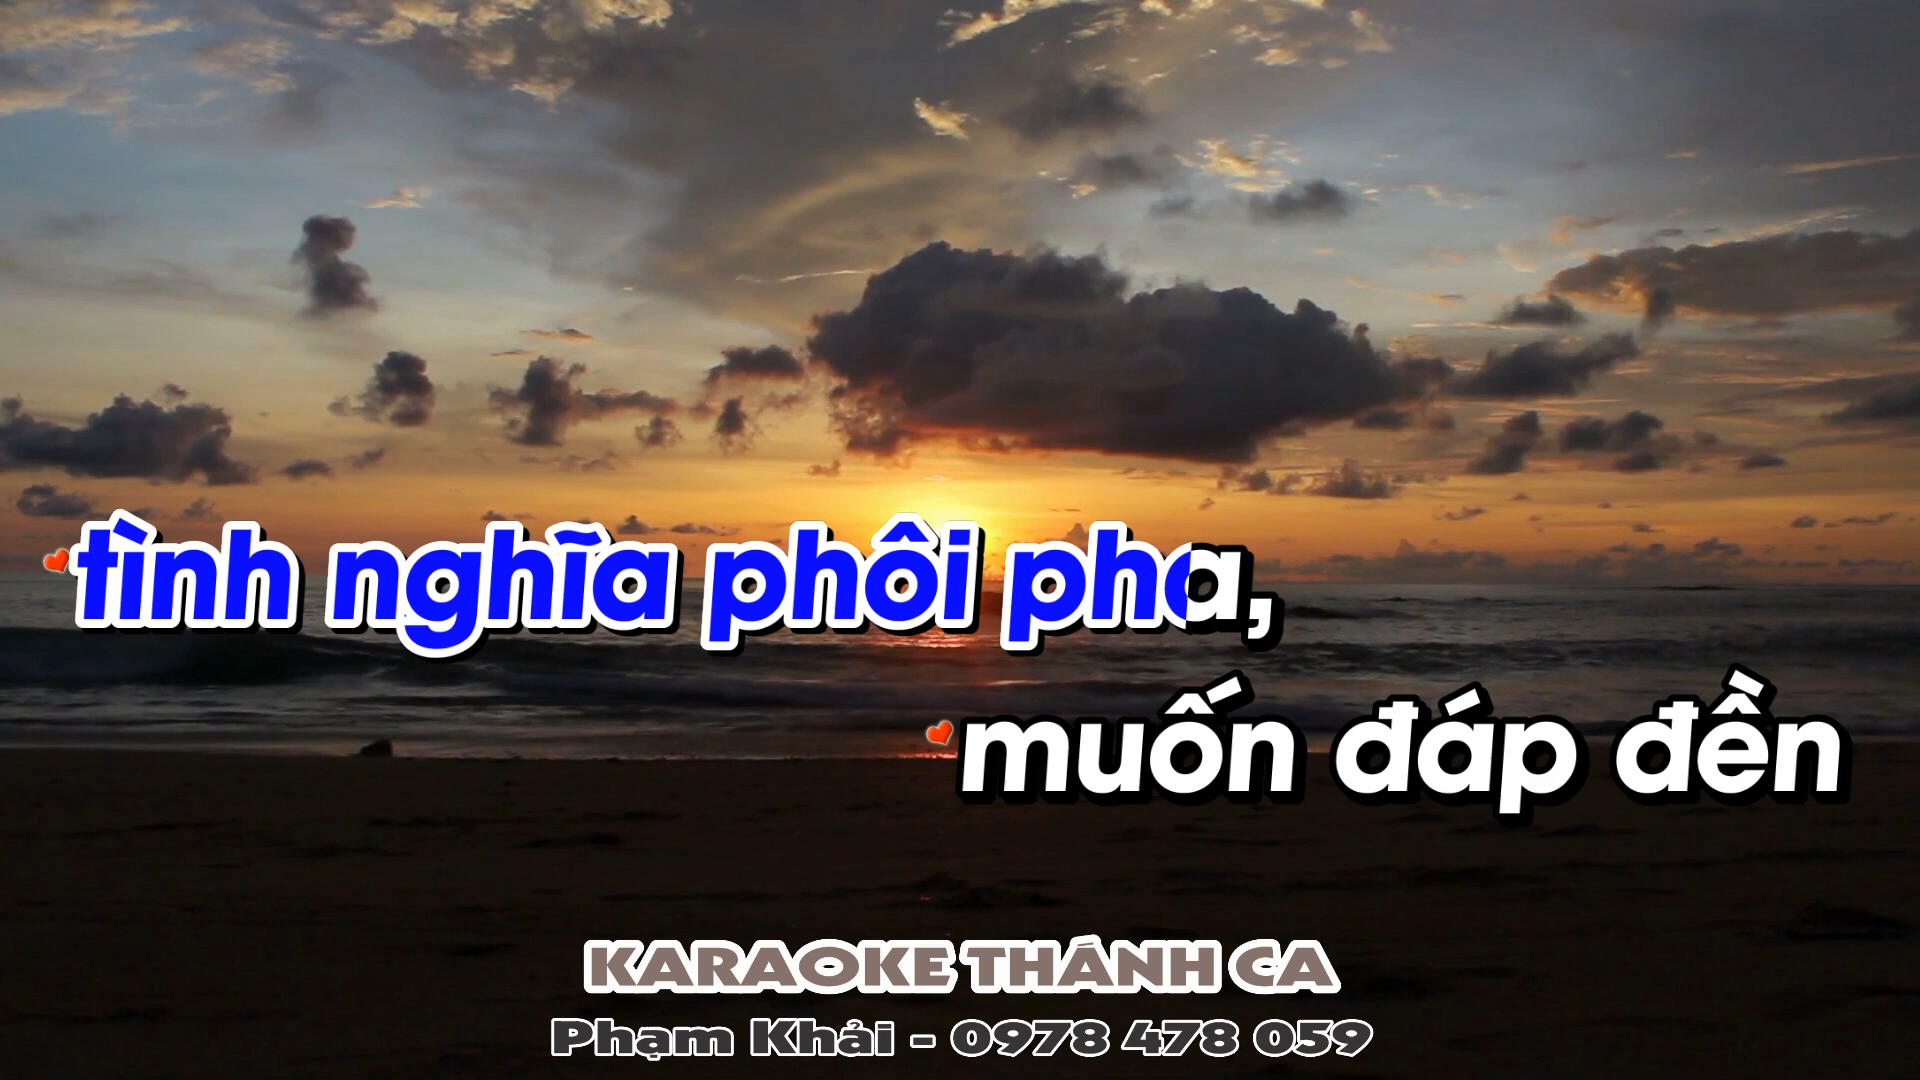 tình nghĩa phôi pha,
muốn đáp đền
KARAOKE THÁNH CA
Phạm Khải - 0978 478 059